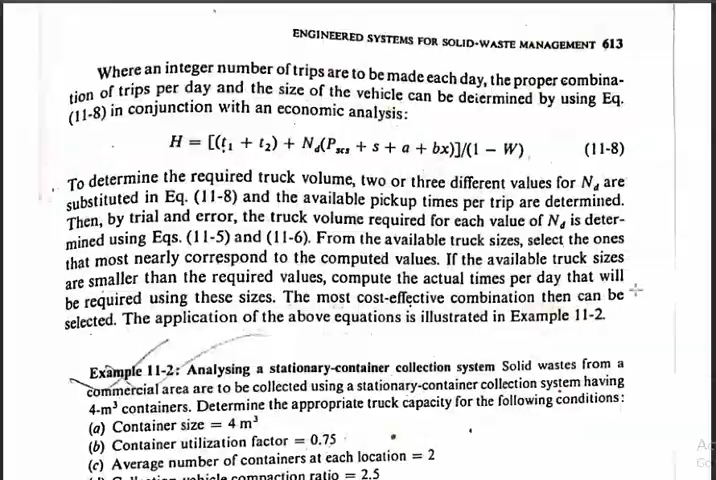 ENGINEERED SYSTEMS FOR SOLID-WASTE MANAGEMENT 613
Where an integer number of trips are to be made each day, the proper combina-
tion of trips per day and the size of the vehicle can be determined by using Eq.
(11-8) in conjunction with an economic analysis:
H = [(t₁ + t₂) + N_d(P_scs + s + a + bx)]/(1 − W) (11-8)
To determine the required truck volume, two or three different values for N_d are
substituted in Eq. (11-8) and the available pickup times per trip are determined.
Then, by trial and error, the truck volume required for each value of N_d is deter-
mined using Eqs. (11-5) and (11-6). From the available truck sizes, select the ones
that most nearly correspond to the computed values. If the available truck sizes
are smaller than the required values, compute the actual times per day that will
be required using these sizes. The most cost-effective combination then can be
selected. The application of the above equations is illustrated in Example 11-2.
Example 11-2: Analysing a stationary-container collection system Solid wastes from a
commercial area are to be collected using a stationary-container collection system having
4-m³ containers. Determine the appropriate truck capacity for the following conditions:
(a) Container size = 4 m³
(b) Container utilization factor = 0.75
(c) Average number of containers at each location = 2
vehicle compaction ratio = 2.5